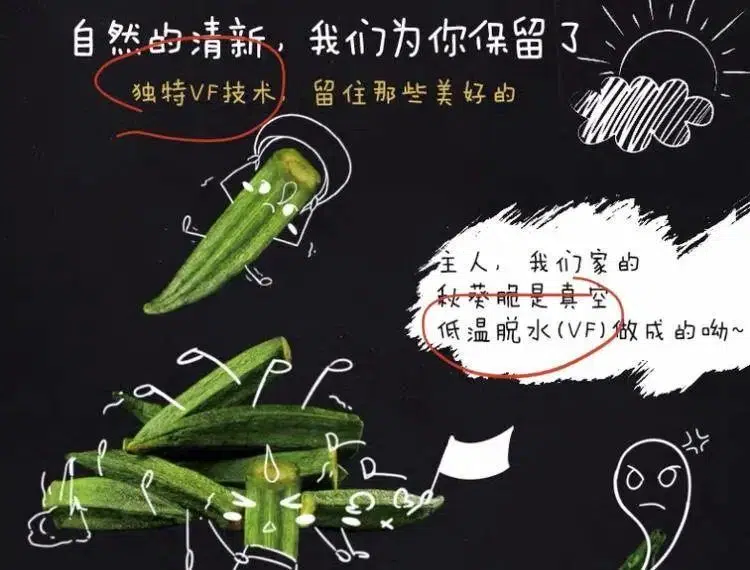 自然的清新，我们为你保留了
独特VF技术，留住那些美好的
主人，我们家的
秋葵脆是真空
低温脱水(VF)做成的呦~